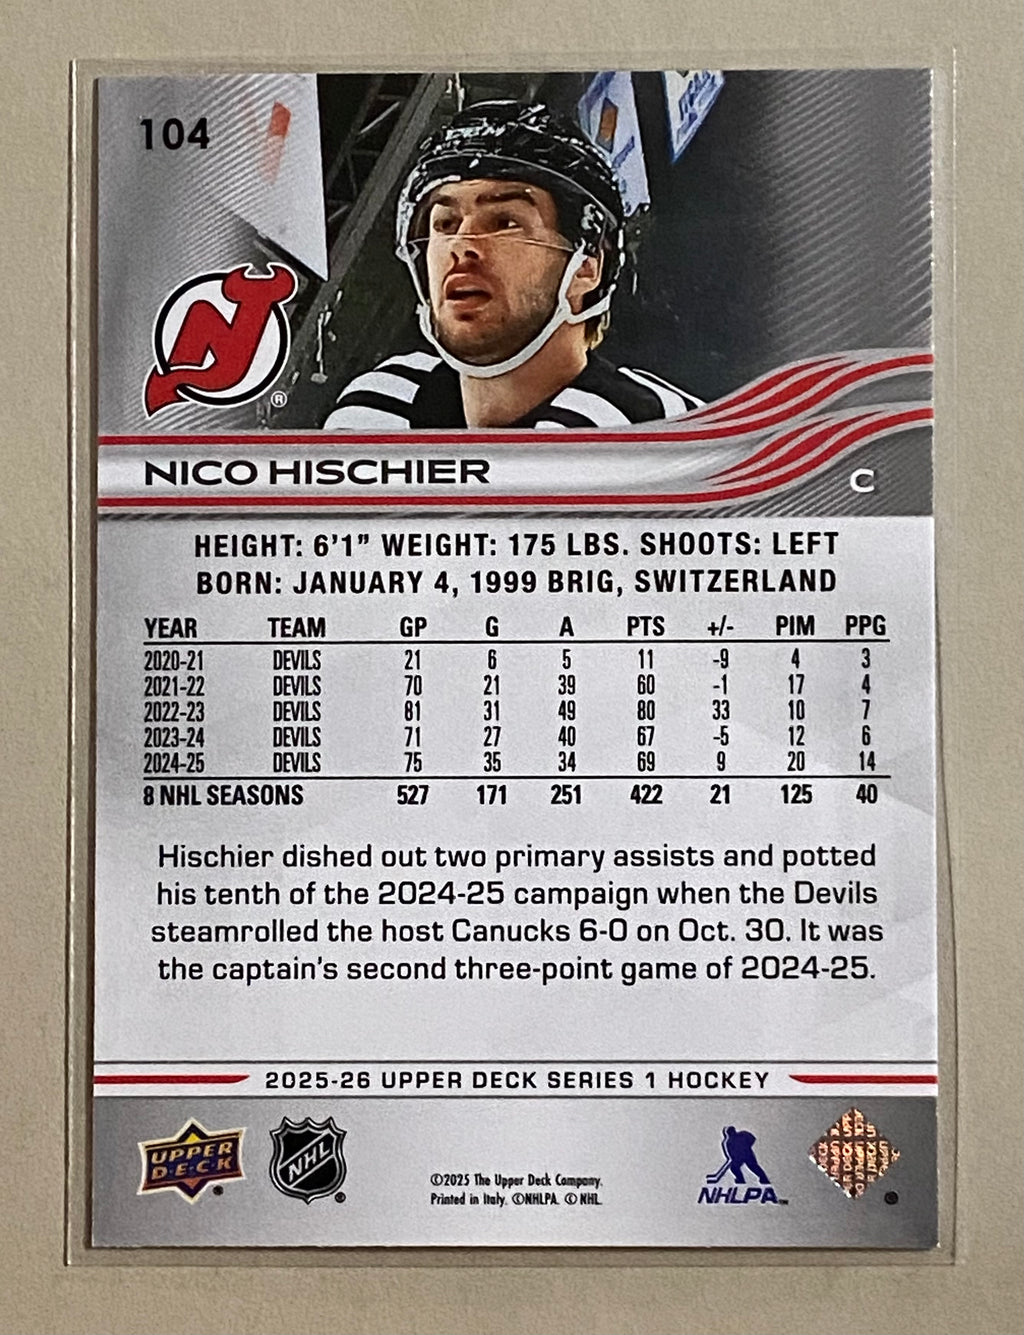 104
CCM
N
®
NICO HISCHIER
C
HEIGHT: 6'1" WEIGHT: 175 LBS. SHOOTS: LEFT
BORN: JANUARY 4, 1999 BRIG, SWITZERLAND
YEAR TEAM GP G A PTS +/- PIM PPG
2020-21 DEVILS 21 6 5 11 -9 4 3
2021-22 DEVILS 70 21 39 60 -1 17 4
2022-23 DEVILS 81 31 49 80 33 10 7
2023-24 DEVILS 71 27 40 67 -5 12 6
2024-25 DEVILS 75 35 34 69 9 20 14
8 NHL SEASONS 527 171 251 422 21 125 40
Hischier dished out two primary assists and potted
his tenth of the 2024-25 campaign when the Devils
steamrolled the host Canucks 6-0 on Oct. 30. It was
the captain's second three-point game of 2024-25.
2025-26 UPPER DECK SERIES 1 HOCKEY
UPPER
D·E·C·K
NHL
©2025 The Upper Deck Company.
Printed in Italy. ©NHLPA. © NHL.
NHLPA